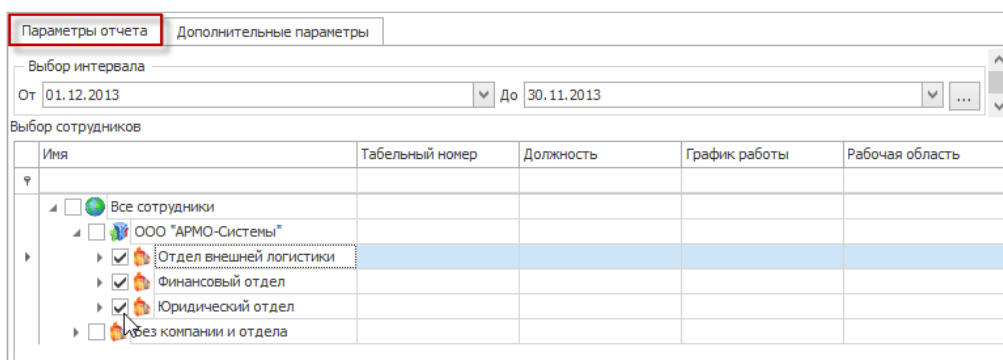 Параметры отчета Дополнительные параметры
Выбор интервала
От 01.12.2013 До 30.11.2013 ...
Выбор сотрудников
Имя Табельный номер Должность График работы Рабочая область
Все сотрудники
ООО "АРМО-Системы"
Отдел внешней логистики
Финансовый отдел
Юридический отдел
Без компании и отдела